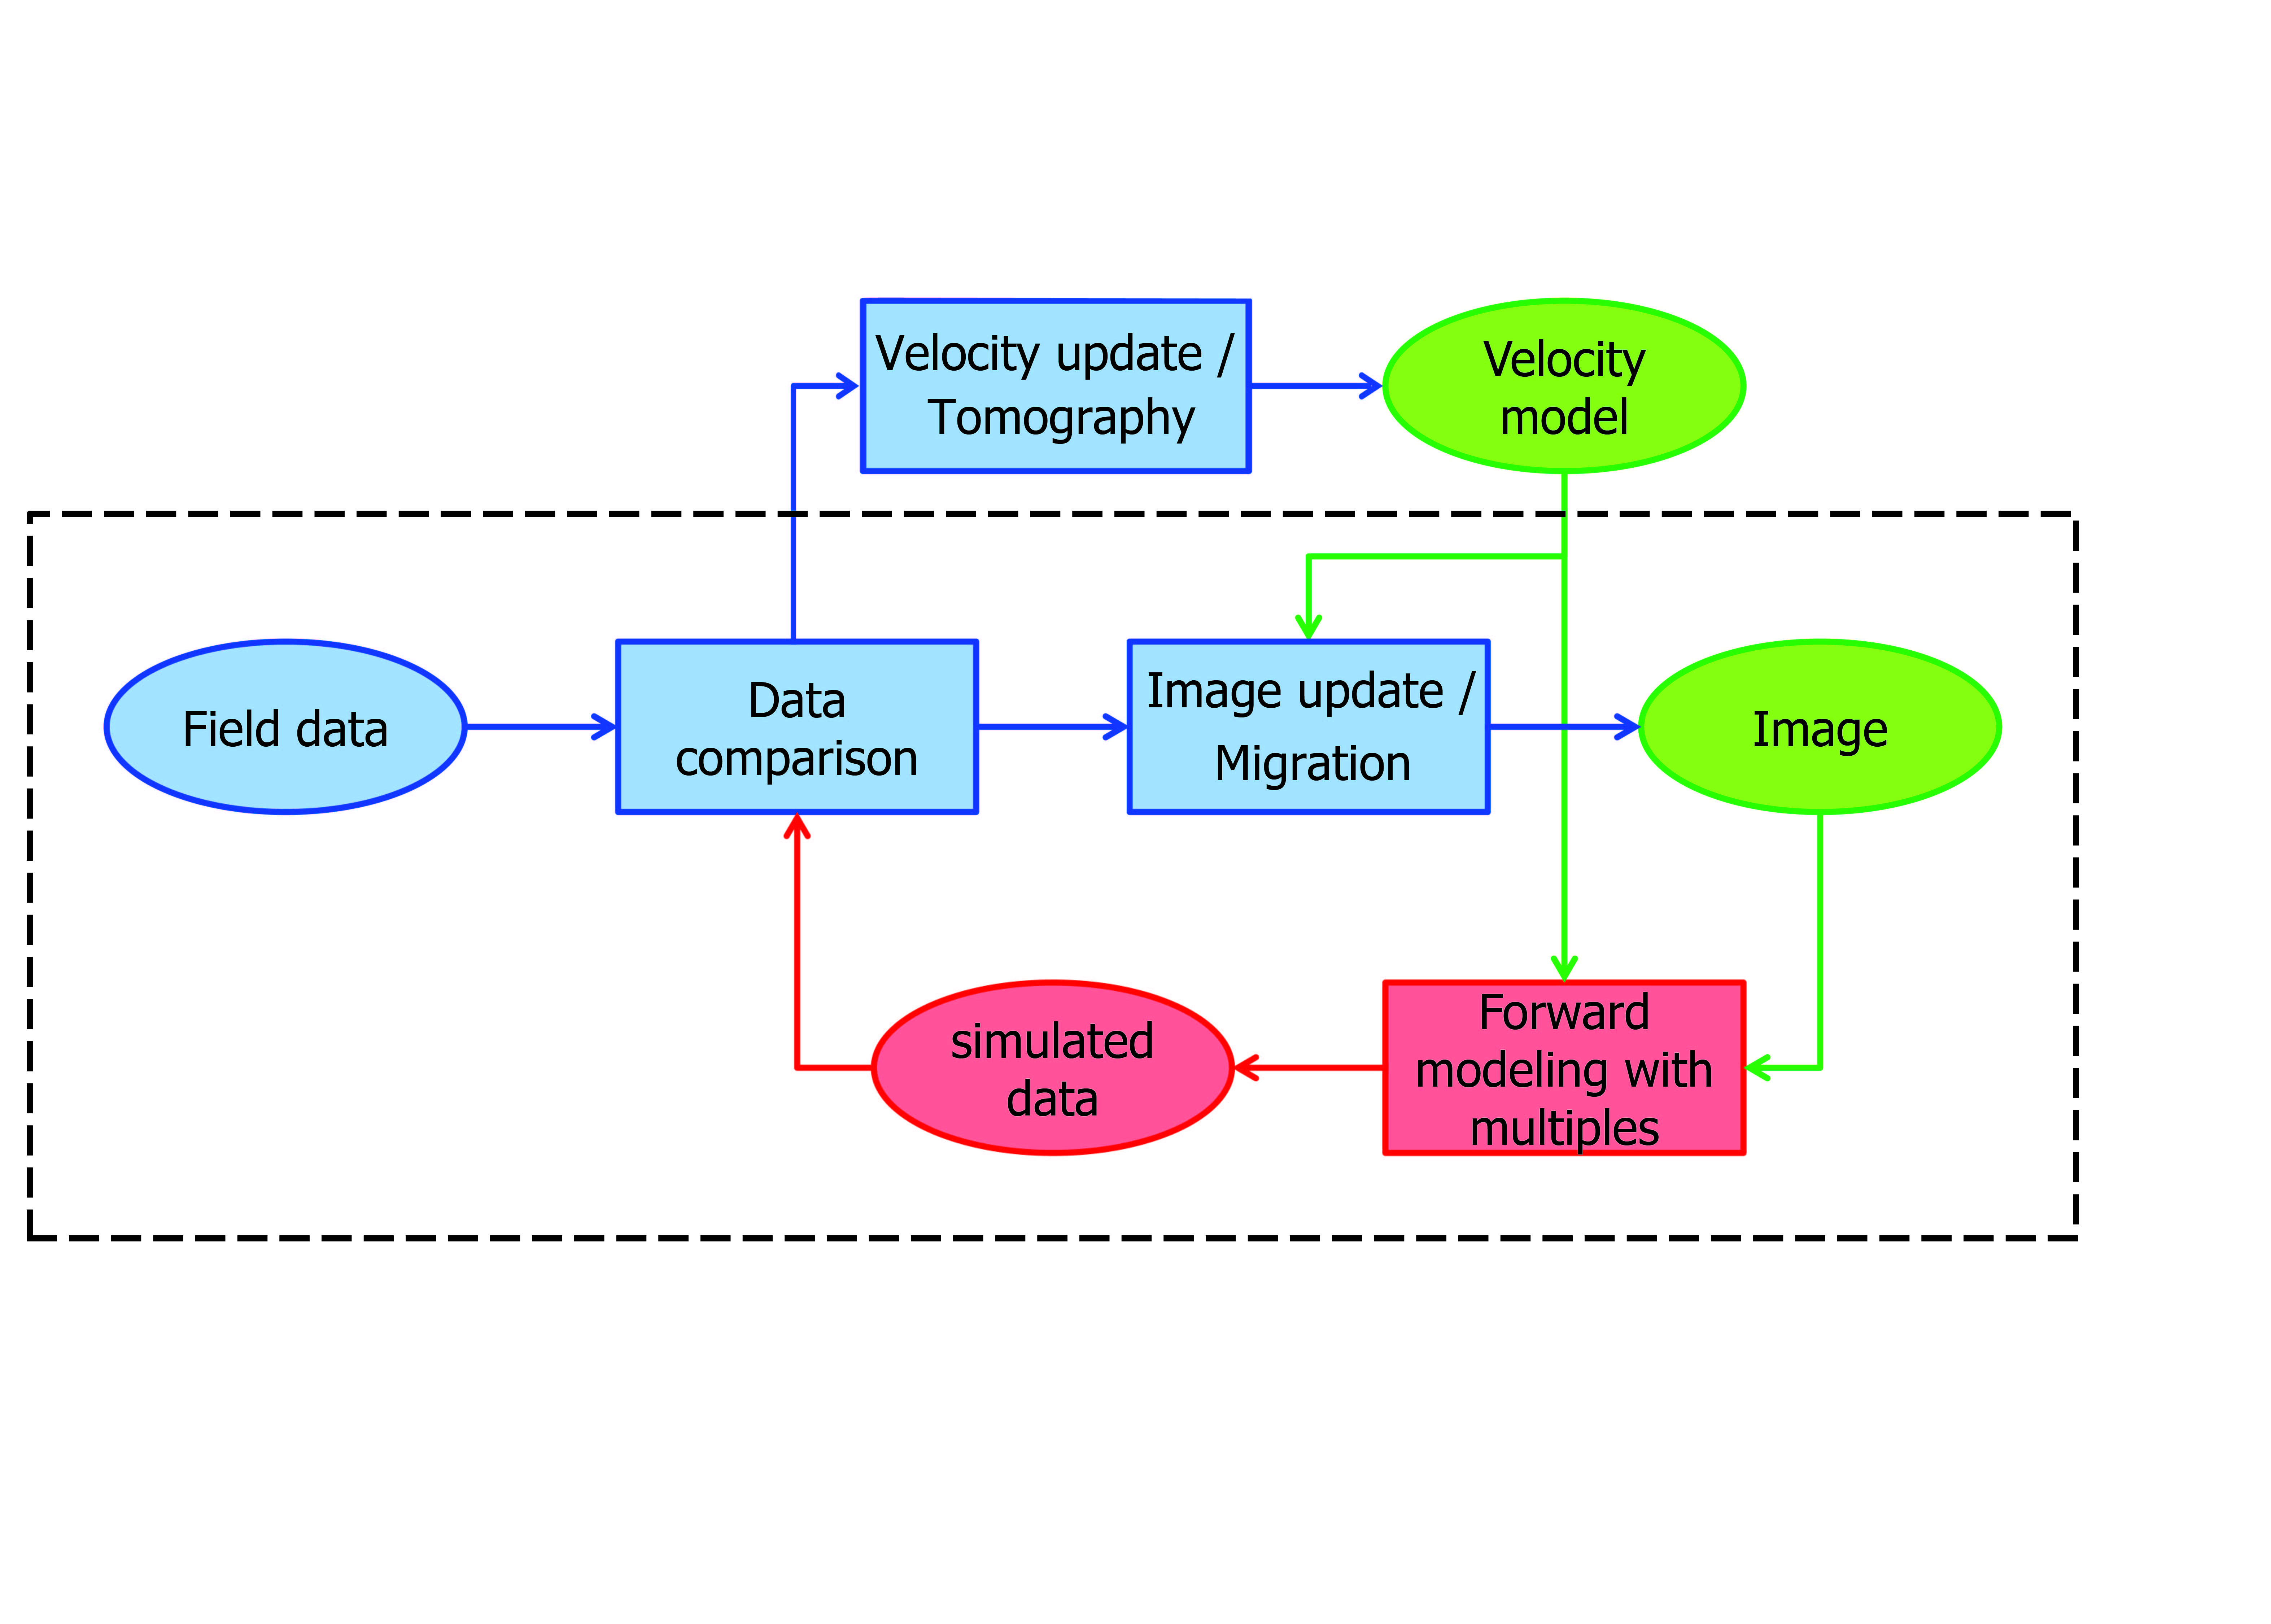 Velocity update /
Tomography
Velocity
model
Field data
Data
comparison
Image update /
Migration
Image
simulated
data
Forward
modeling with
multiples